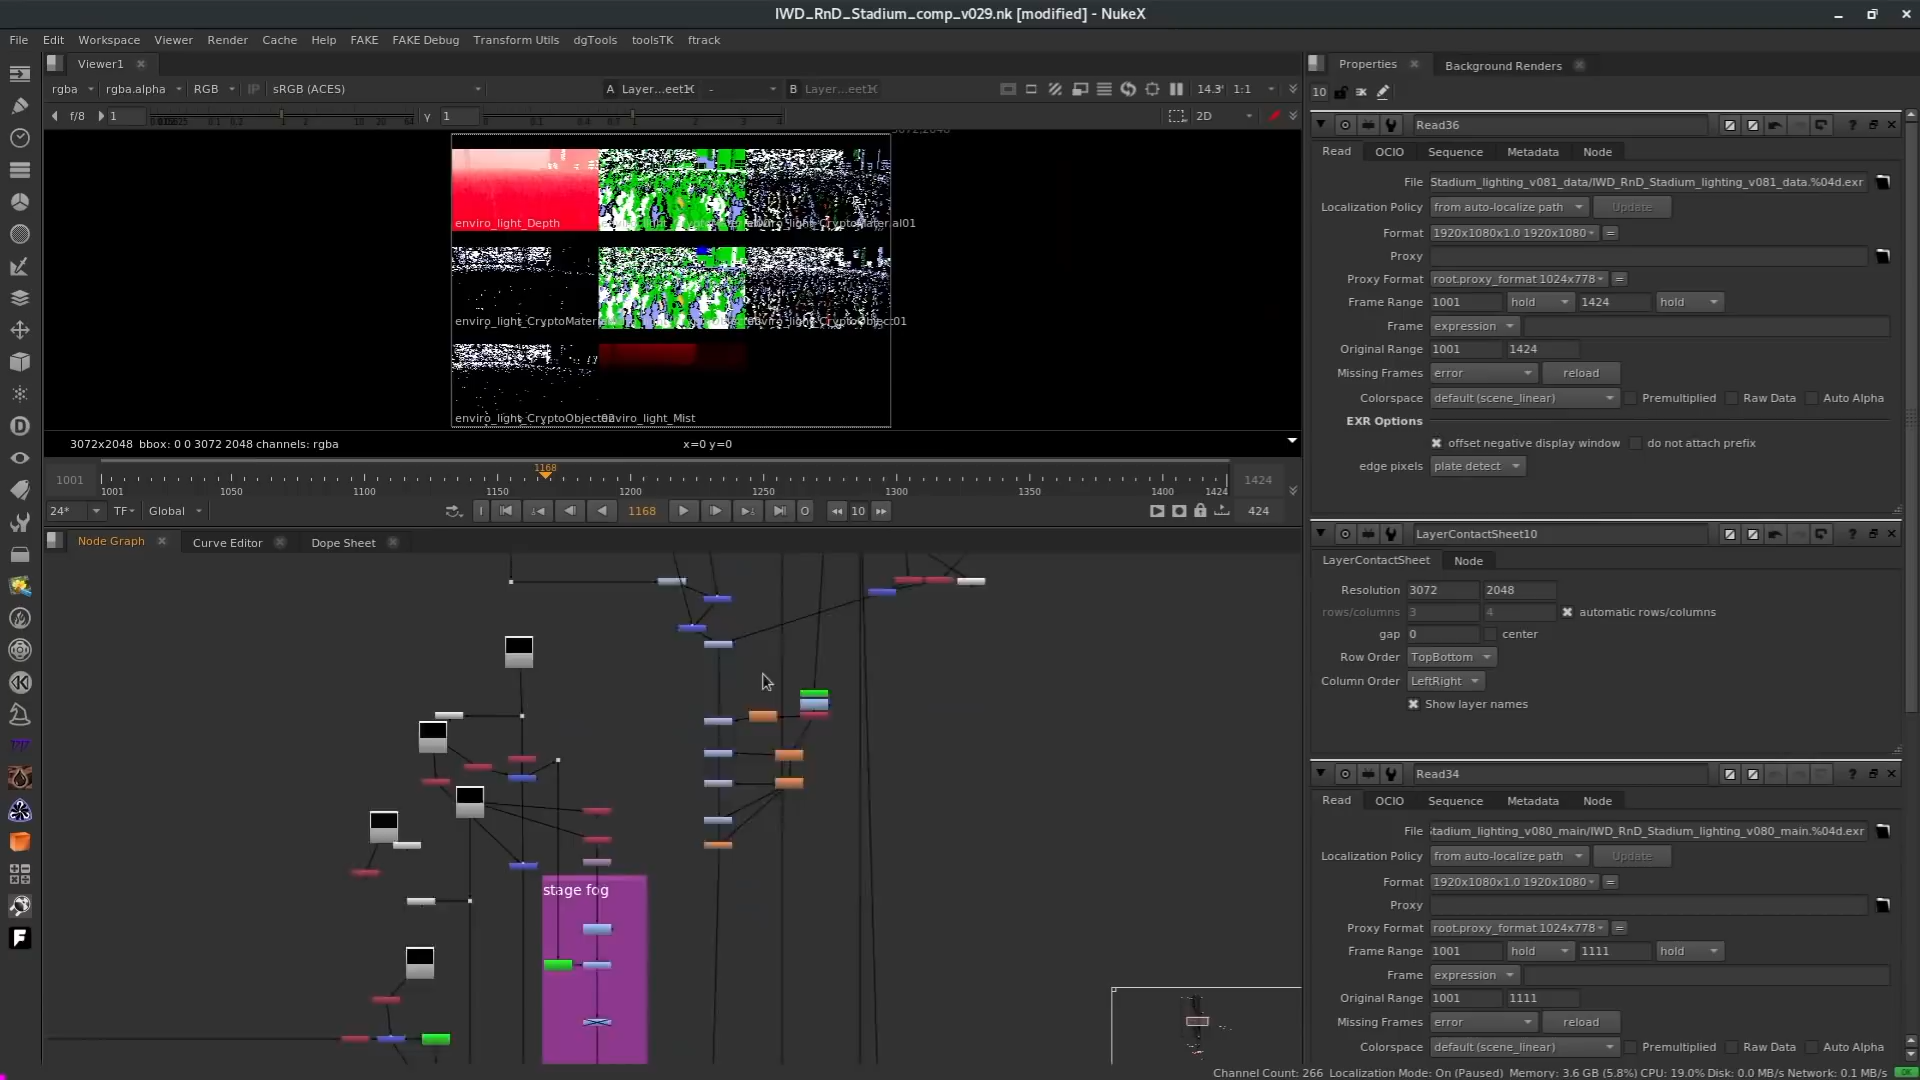 IWD_RnD_Stadium_comp_v029.nk [modified] - NukeX
File Edit Workspace Viewer Render Cache Help FAKE FAKE Debug Transform Utils dgTools toolsTK ftrack
Viewer1
rgba rgba.alpha RGB IP sRGB (ACES) A Layer...eet1 - B Layer...eet1 14.3 1:1
f/8 1 γ 1 2D
enviro_light_Depth
enviro_light_CryptoMaterial01
enviro_light_CryptoMater
enviro_light_CryptoObject01
enviro_light_CryptoObject02
enviro_light_Mist
3072x2048 bbox: 0 0 3072 2048 channels: rgba x=0 y=0
1168
1001 1424
1001 1050 1100 1150 1200 1250 1300 1350 1400 1424
24* TF Global 1168 10 424
Node Graph Curve Editor Dope Sheet
stage fog
Properties Background Renders
10
Read36
Read OCIO Sequence Metadata Node
File Stadium_lighting_v081_data/IWD_RnD_Stadium_lighting_v081_data.%04d.exr
Localization Policy from auto-localize path Update
Format 1920x1080x1.0 1920x1080 =
Proxy
Proxy Format root.proxy_format 1024x778 =
Frame Range 1001 hold 1424 hold
Frame expression
Original Range 1001 1424
Missing Frames error reload
Colorspace default (scene_linear) Premultiplied Raw Data Auto Alpha
EXR Options
offset negative display window do not attach prefix
edge pixels plate detect
LayerContactSheet10
LayerContactSheet Node
Resolution 3072 2048
rows/columns 3 4 automatic rows/columns
gap 0 center
Row Order TopBottom
Column Order LeftRight
Show layer names
Read34
Read OCIO Sequence Metadata Node
File Stadium_lighting_v080_main/IWD_RnD_Stadium_lighting_v080_main.%04d.exr
Localization Policy from auto-localize path Update
Format 1920x1080x1.0 1920x1080 =
Proxy
Proxy Format root.proxy_format 1024x778 =
Frame Range 1001 hold 1111 hold
Frame expression
Original Range 1001 1111
Missing Frames error reload
Colorspace default (scene_linear) Premultiplied Raw Data Auto Alpha
Channel Count: 266 Localization Mode: On (Paused) Memory: 3.6 GB (5.8%) CPU: 19.0% Disk: 0.0 MB/s Network: 0.1 MB/s